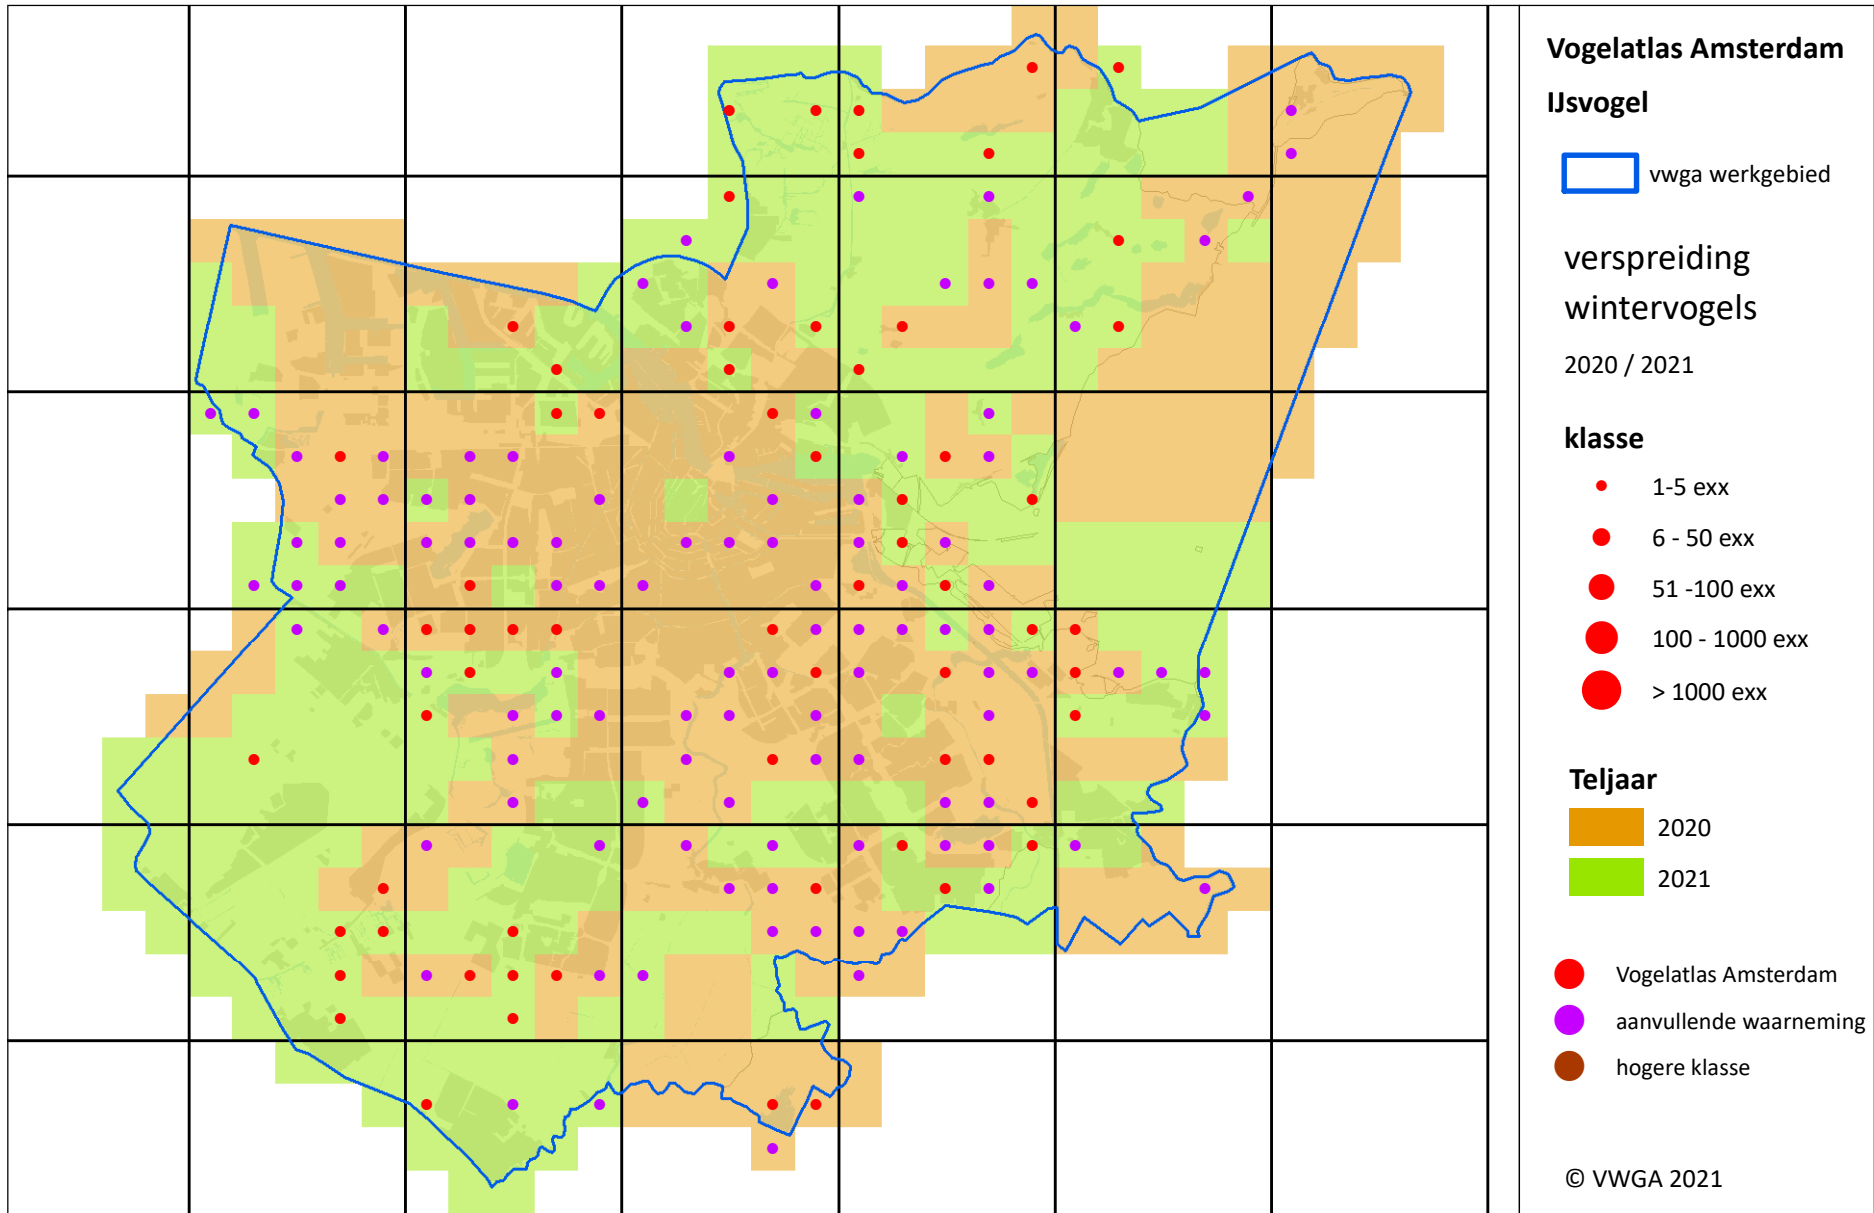 Vogelatlas Amsterdam
IJsvogel
vwga werkgebied
verspreiding
wintervogels
2020 / 2021
klasse
1-5 exx
6 - 50 exx
51 -100 exx
100 - 1000 exx
> 1000 exx
Teljaar
2020
2021
Vogelatlas Amsterdam
aanvullende waarneming
hogere klasse
© VWGA 2021